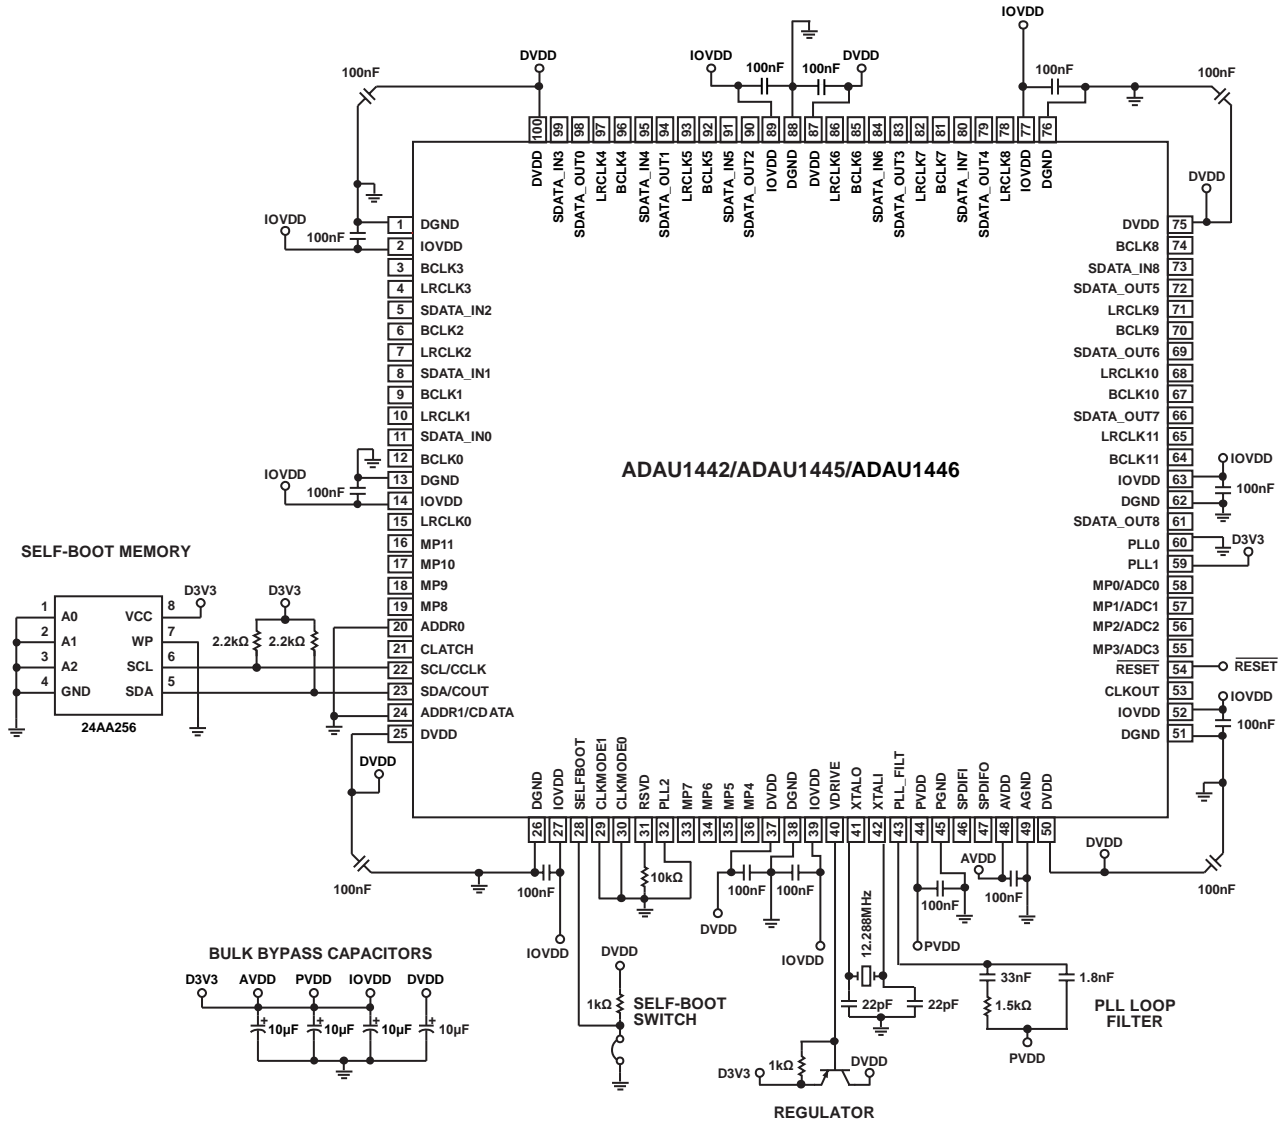 IOVDD
DVDD
IOVDD
DVDD
100nF
100nF
100nF
100nF
100nF
100 99 98 97 96 95 94 93 92 91 90 89 88 87 86 85 84 83 82 81 80 79 78 77 76
DVDD
SDATA_IN3
SDATA_OUT0
LRCLK4
BCLK4
SDATA_IN4
SDATA_OUT1
LRCLK5
BCLK5
SDATA_IN5
SDATA_OUT2
IOVDD
DGND
DVDD
LRCLK6
BCLK6
SDATA_IN6
SDATA_OUT3
LRCLK7
BCLK7
SDATA_IN7
SDATA_OUT4
LRCLK8
IOVDD
DGND
IOVDD
100nF
1 DGND
2 IOVDD
3 BCLK3
4 LRCLK3
5 SDATA_IN2
6 BCLK2
7 LRCLK2
8 SDATA_IN1
9 BCLK1
10 LRCLK1
11 SDATA_IN0
12 BCLK0
13 DGND
14 IOVDD
15 LRCLK0
16 MP11
17 MP10
18 MP9
19 MP8
20 ADDR0
21 CLATCH
22 SCL/CCLK
23 SDA/COUT
24 ADDR1/CDATA
25 DVDD
IOVDD
100nF
ADAU1442/ADAU1445/ADAU1446
DVDD
DVDD 75
BCLK8 74
SDATA_IN8 73
SDATA_OUT5 72
LRCLK9 71
BCLK9 70
SDATA_OUT6 69
LRCLK10 68
BCLK10 67
SDATA_OUT7 66
LRCLK11 65
BCLK11 64
IOVDD 63
DGND 62
SDATA_OUT8 61
PLL0 60
PLL1 59
MP0/ADC0 58
MP1/ADC1 57
MP2/ADC2 56
MP3/ADC3 55
RESET 54
CLKOUT 53
IOVDD 52
DGND 51
IOVDD
100nF
D3V3
RESET
IOVDD
100nF
SELF-BOOT MEMORY
D3V3
D3V3
1 A0 VCC 8
2 A1 WP 7
3 A2 SCL 6
4 GND SDA 5
24AA256
2.2kΩ 2.2kΩ
DVDD
100nF
DGND
IOVDD
SELFBOOT
CLKMODE1
CLKMODE0
RSVD
PLL2
MP7
MP6
MP5
MP4
DVDD
DGND
IOVDD
VDRIVE
XTALO
XTALI
PLL_FILT
PVDD
PGND
SPDIFI
SPDIFO
AVDD
AGND
DVDD
26 27 28 29 30 31 32 33 34 35 36 37 38 39 40 41 42 43 44 45 46 47 48 49 50
100nF
10kΩ
100nF
100nF
100nF
AVDD
100nF
DVDD
100nF
IOVDD
DVDD
IOVDD
12.288MHz
PVDD
BULK BYPASS CAPACITORS
D3V3 AVDD PVDD IOVDD DVDD
+ 10µF + 10µF + 10µF + 10µF
DVDD
1kΩ
SELF-BOOT
SWITCH
22pF
22pF
33nF
1.8nF
1.5kΩ
PVDD
PLL LOOP
FILTER
D3V3
1kΩ
DVDD
REGULATOR